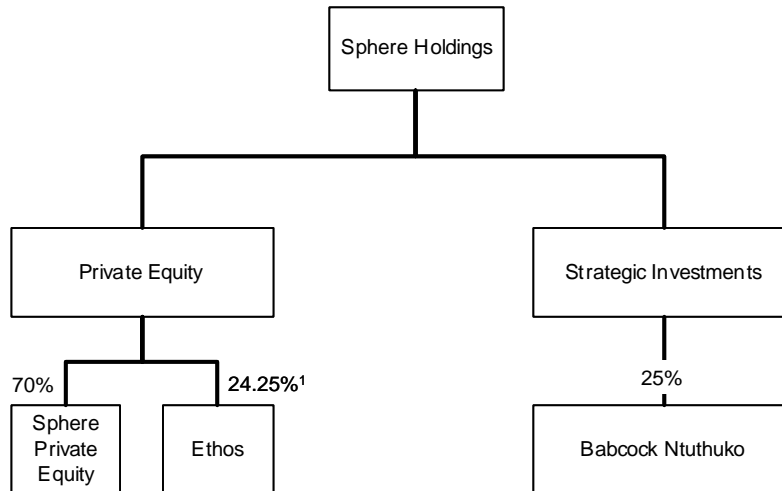 Sphere Holdings
Private Equity
Strategic Investments
70%
24.25%¹
25%
Sphere
Private
Equity
Ethos
Babcock Ntuthuko